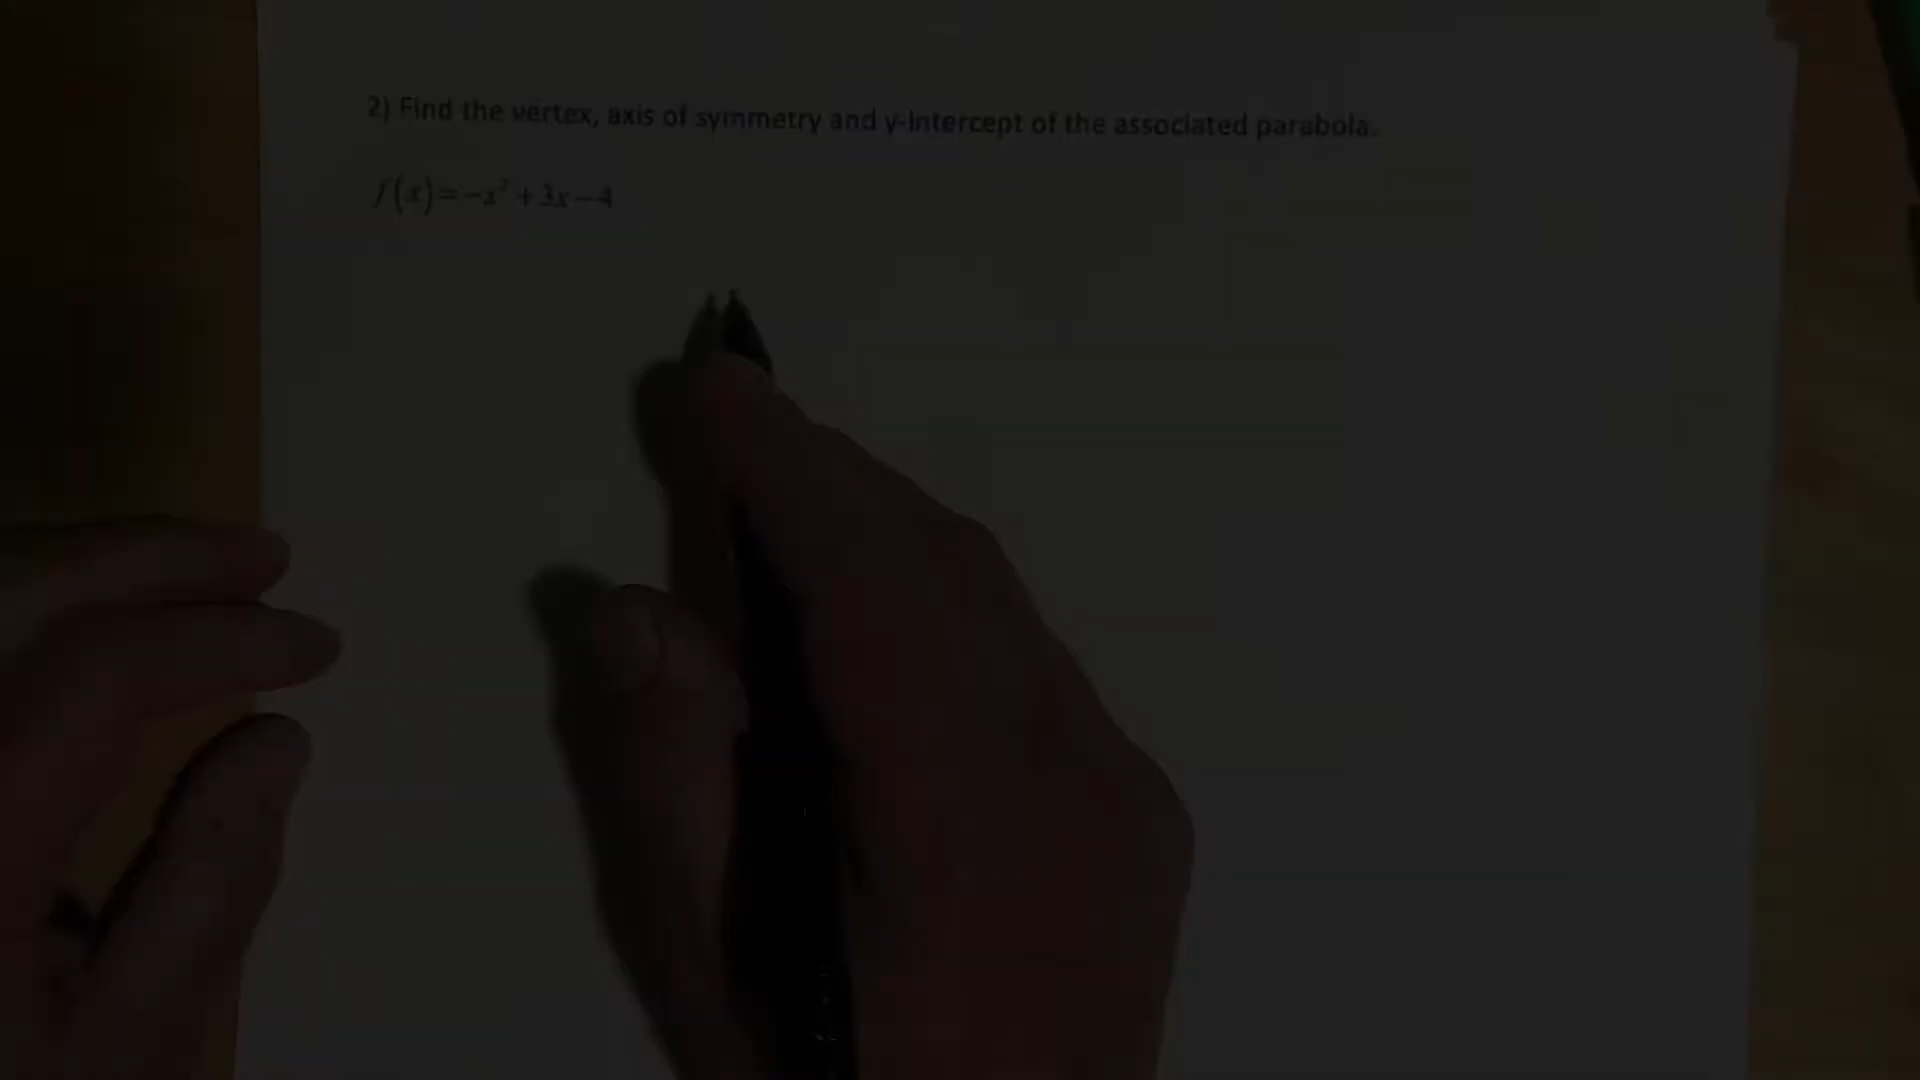 2) Find the vertex, axis of symmetry and y-intercept of the associated parabola.
f(x)=-x²+3x-4